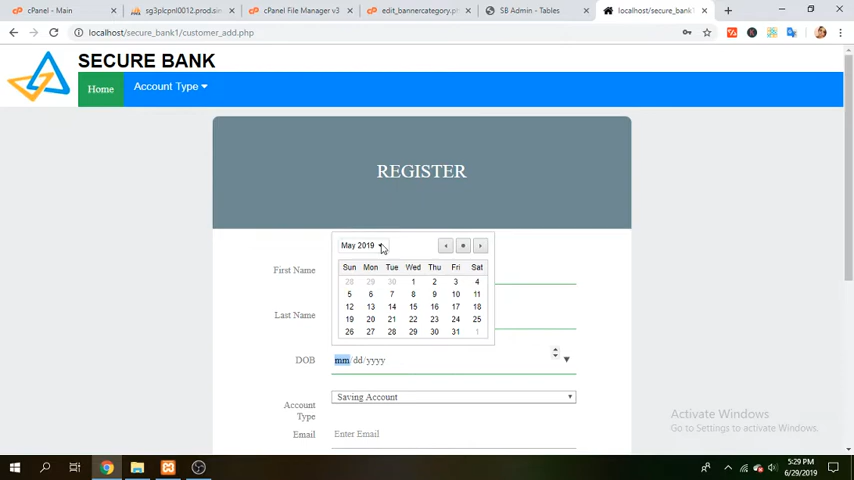 cPanel - Main
sg3plcpnl0012.prod.sin
cPanel File Manager v3
edit_bannercategory.ph
SB Admin - Tables
localhost/secure_bank1/
localhost/secure_bank1/customer_add.php
SECURE BANK
Home
Account Type
REGISTER
May 2019
Sun Mon Tue Wed Thu Fri Sat
28 29 30 1 2 3 4
5 6 7 8 9 10 11
12 13 14 15 16 17 18
19 20 21 22 23 24 25
26 27 28 29 30 31 1
First Name
Last Name
DOB mm/dd/yyyy
Account Type Saving Account
Email Enter Email
Activate Windows
Go to Settings to activate Windows.
5:29 PM
6/29/2019